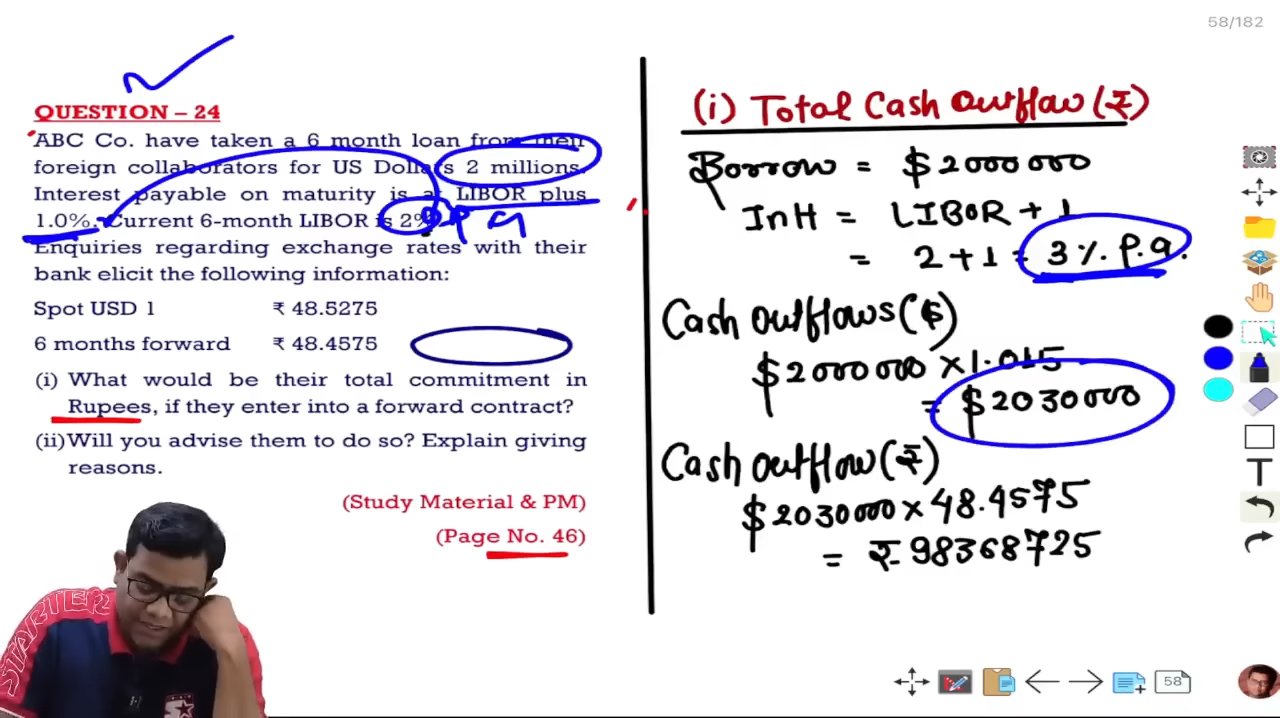 58/182
QUESTION – 24
ABC Co. have taken a 6 month loan from their
foreign collaborators for US Dollars 2 millions.
Interest payable on maturity is at LIBOR plus
1.0%. Current 6-month LIBOR is 2%. P.a
Enquiries regarding exchange rates with their
bank elicit the following information:
Spot USD 1 ₹ 48.5275
6 months forward ₹ 48.4575
(i) What would be their total commitment in
Rupees, if they enter into a forward contract?
(ii) Will you advise them to do so? Explain giving
reasons.
(Study Material & PM)
(Page No. 46)
(i) Total Cash Outflow (₹)
Borrow = $2000000
Int = LIBOR + 1
= 2 + 1 = 3 %. P.a.
Cash Outflows ($)
$2000000 × 1.015
= $2030000
Cash outflow (₹)
$2030000 × 48.4575
= ₹98368725
STARTER
T
58